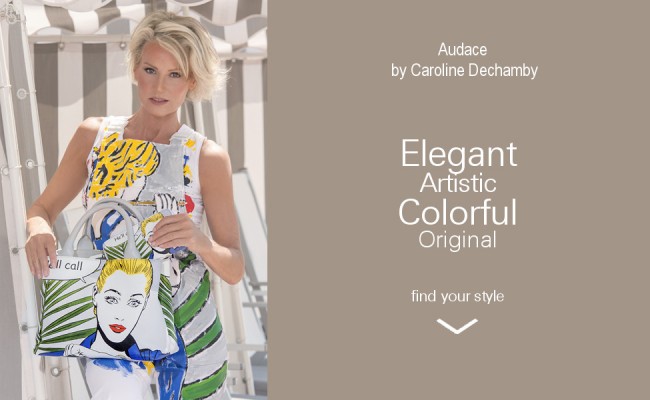 Audace
by Caroline Dechamby
Elegant
Artistic
Colorful
Original
find your style
ll call